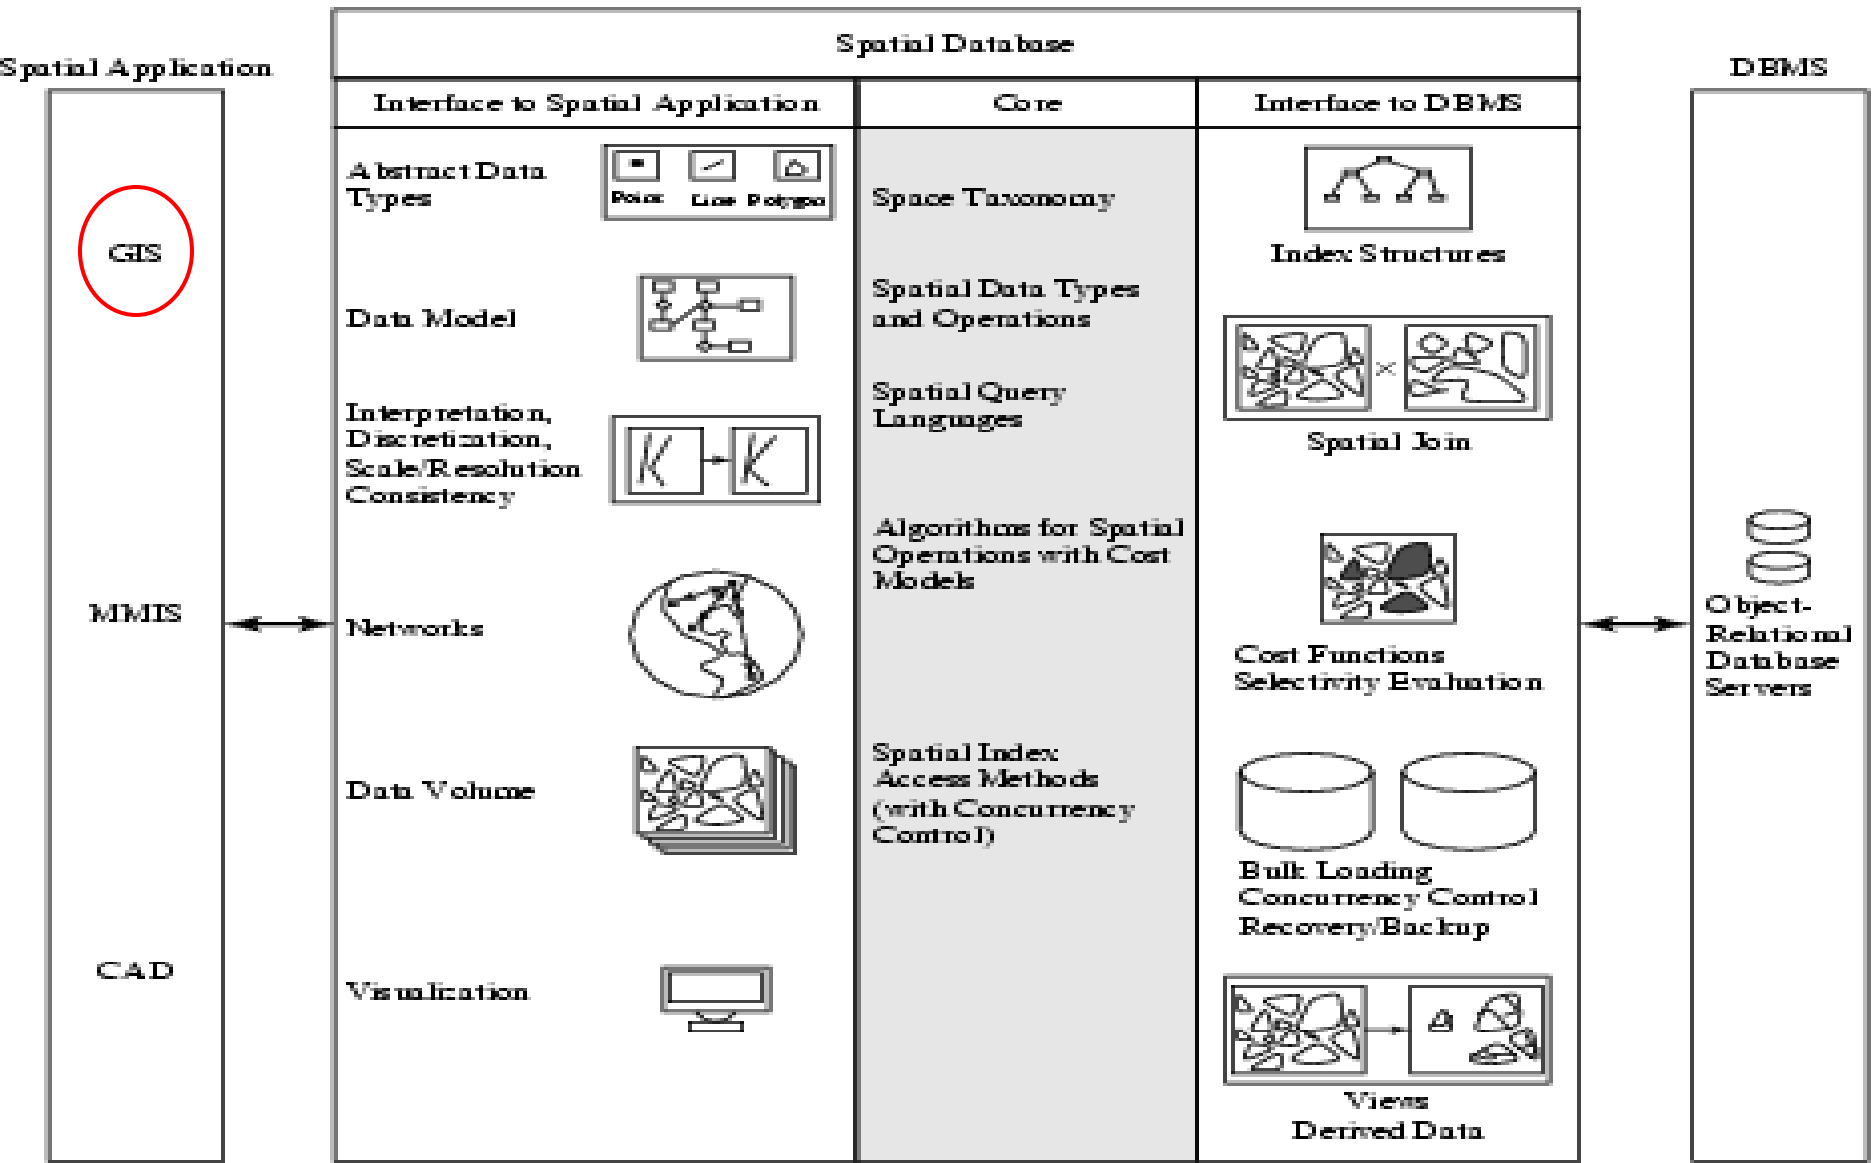 Spatial Database
Spatial Application
DBMS
Interface to Spatial Application
Core
Interface to DBMS
GIS
MMIS
CAD
Abstract Data
Types
Point Line Polygon
Data Model
Interpretation,
Discretization,
Scale/Resolution
Consistency
Networks
Data Volume
Visualization
Space Taxonomy
Spatial Data Types
and Operations
Spatial Query
Languages
Algorithms for Spatial
Operations with Cost
Models
Spatial Index
Access Methods
(with Concurrency
Control)
Index Structures
Spatial Join
Cost Functions
Selectivity Evaluation
Bulk Loading
Concurrency Control
Recovery/Backup
Views
Derived Data
Object-
Relational
Database
Servers